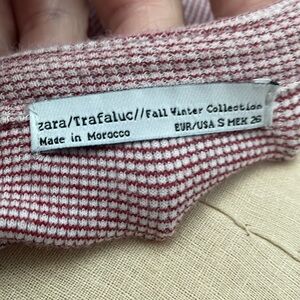 zara/Trafaluc//Fall Winter Collection
Made in Morocco EUR/USA S MEX 26